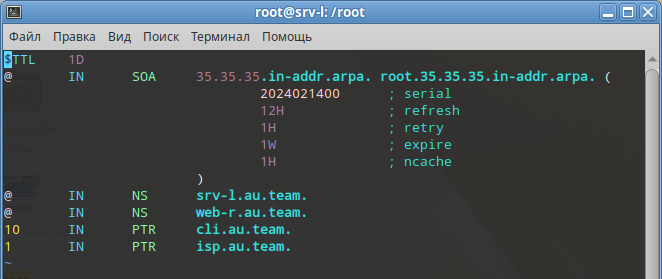 root@srv-l: /root
Файл Правка Вид Поиск Терминал Помощь
$TTL 1D
@ IN SOA 35.35.35.in-addr.arpa. root.35.35.35.in-addr.arpa. (
2024021400 ; serial
12H ; refresh
1H ; retry
1W ; expire
1H ; ncache
)
@ IN NS srv-l.au.team.
@ IN NS web-r.au.team.
10 IN PTR cli.au.team.
1 IN PTR isp.au.team.
~